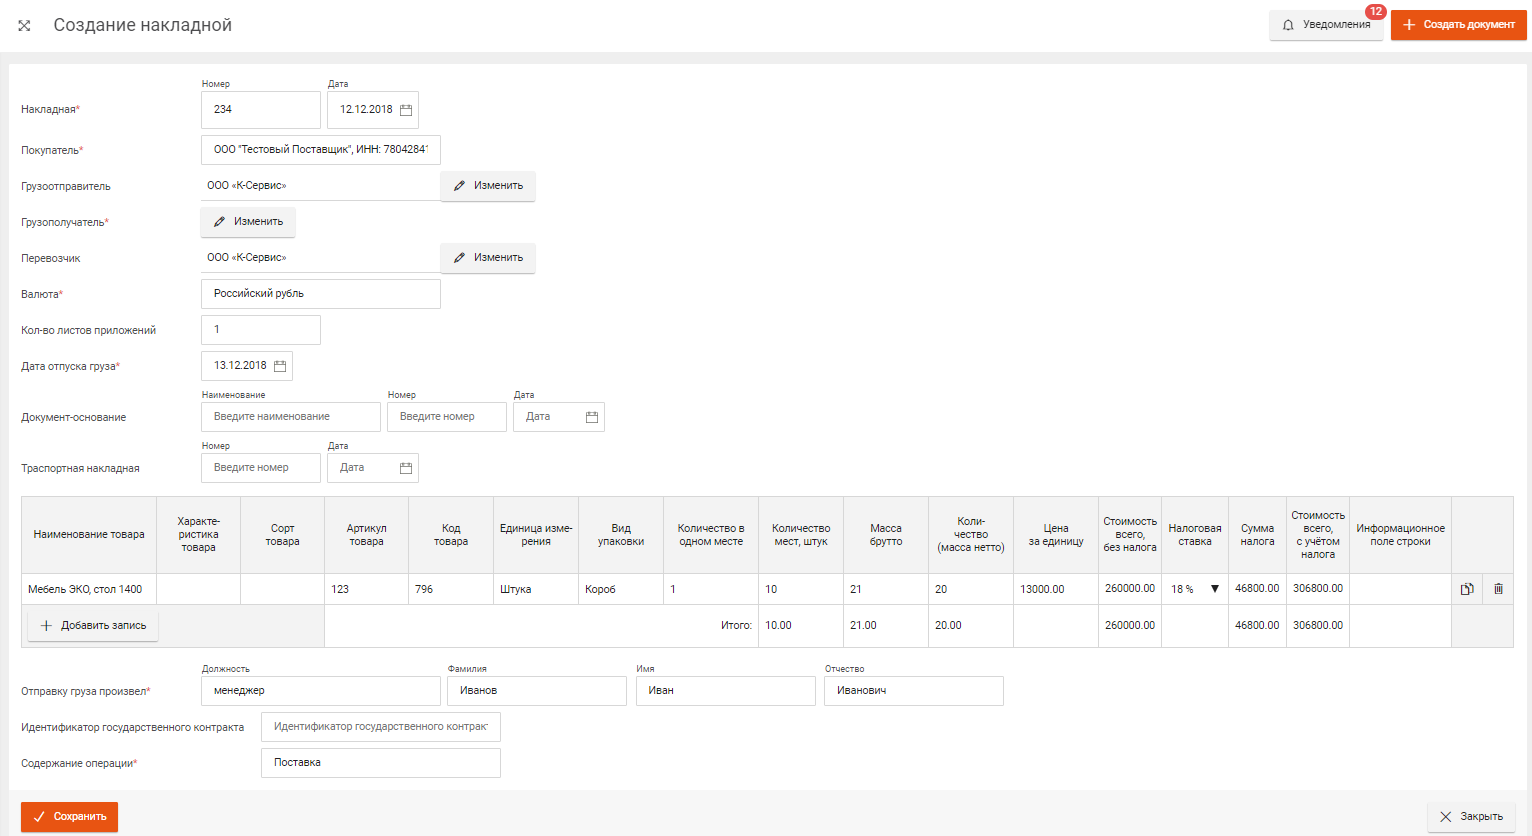 Создание накладной
Уведомления 12
Создать документ
Номер Дата
Накладная* 234 12.12.2018
Покупатель* ООО "Тестовый Поставщик", ИНН: 78042841
Грузоотправитель ООО «К-Сервис» Изменить
Грузополучатель* Изменить
Перевозчик ООО «К-Сервис» Изменить
Валюта* Российский рубль
Кол-во листов приложений 1
Дата отпуска груза* 13.12.2018
Наименование Номер Дата
Документ-основание Введите наименование Введите номер Дата
Номер Дата
Траспортная накладная Введите номер Дата
Наименование товара
Характе-
ристика
товара
Сорт
товара
Артикул
товара
Код
товара
Единица изме-
рения
Вид
упаковки
Количество в
одном месте
Количество
мест, штук
Масса
брутто
Коли-
чество
(масса нетто)
Цена
за единицу
Стоимость
всего,
без налога
Налоговая
ставка
Сумма
налога
Стоимость
всего,
с учётом
налога
Информационное
поле строки
Мебель ЭКО, стол 1400 123 796 Штука Короб 1 10 21 20 13000.00 260000.00 18 % 46800.00 306800.00
Добавить запись Итого: 10.00 21.00 20.00 260000.00 46800.00 306800.00
Должность Фамилия Имя Отчество
Отправку груза произвел* менеджер Иванов Иван Иванович
Идентификатор государственного контракта Идентификатор государственного контрак
Содержание операции* Поставка
Сохранить Закрыть